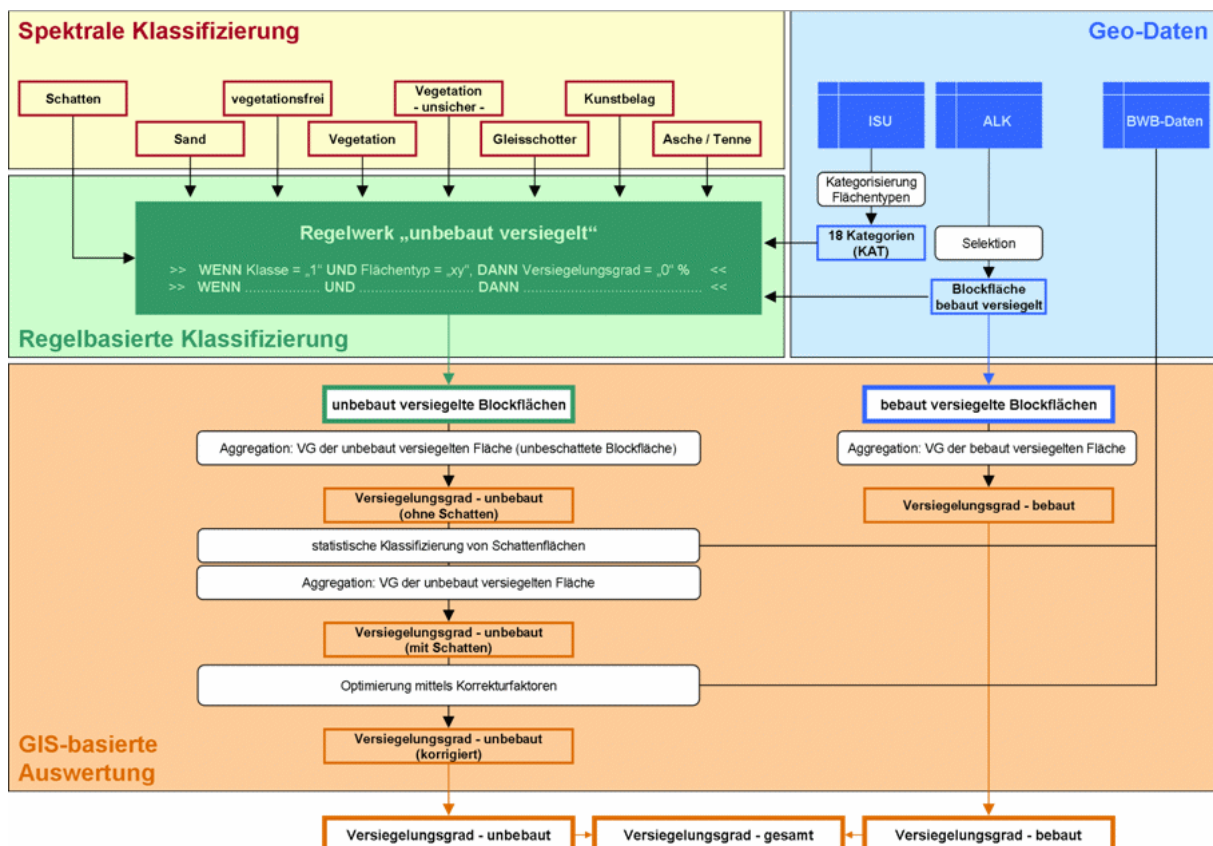 Spektrale Klassifizierung
Geo-Daten
Schatten
vegetationsfrei
Vegetation
- unsicher -
Kunstbelag
Sand
Vegetation
Gleisschotter
Asche / Tenne
ISU
ALK
BWB-Daten
Kategorisierung
Flächentypen
18 Kategorien
(KAT)
Selektion
Blockfläche
bebaut versiegelt
Regelwerk „unbebaut versiegelt“
>> WENN Klasse = „1“ UND Flächentyp = „xy“, DANN Versiegelungsgrad = „0“ % <<
>> WENN ...................... UND .................................. DANN ............................................. <<
Regelbasierte Klassifizierung
unbebaut versiegelte Blockflächen
bebaut versiegelte Blockflächen
Aggregation: VG der unbebaut versiegelten Fläche (unbeschattete Blockfläche)
Aggregation: VG der bebaut versiegelten Fläche
Versiegelungsgrad - unbebaut
(ohne Schatten)
Versiegelungsgrad - bebaut
statistische Klassifizierung von Schattenflächen
Aggregation: VG der unbebaut versiegelten Fläche
Versiegelungsgrad - unbebaut
(mit Schatten)
Optimierung mittels Korrekturfaktoren
Versiegelungsgrad - unbebaut
(korrigiert)
GIS-basierte
Auswertung
Versiegelungsgrad - unbebaut
Versiegelungsgrad - gesamt
Versiegelungsgrad - bebaut